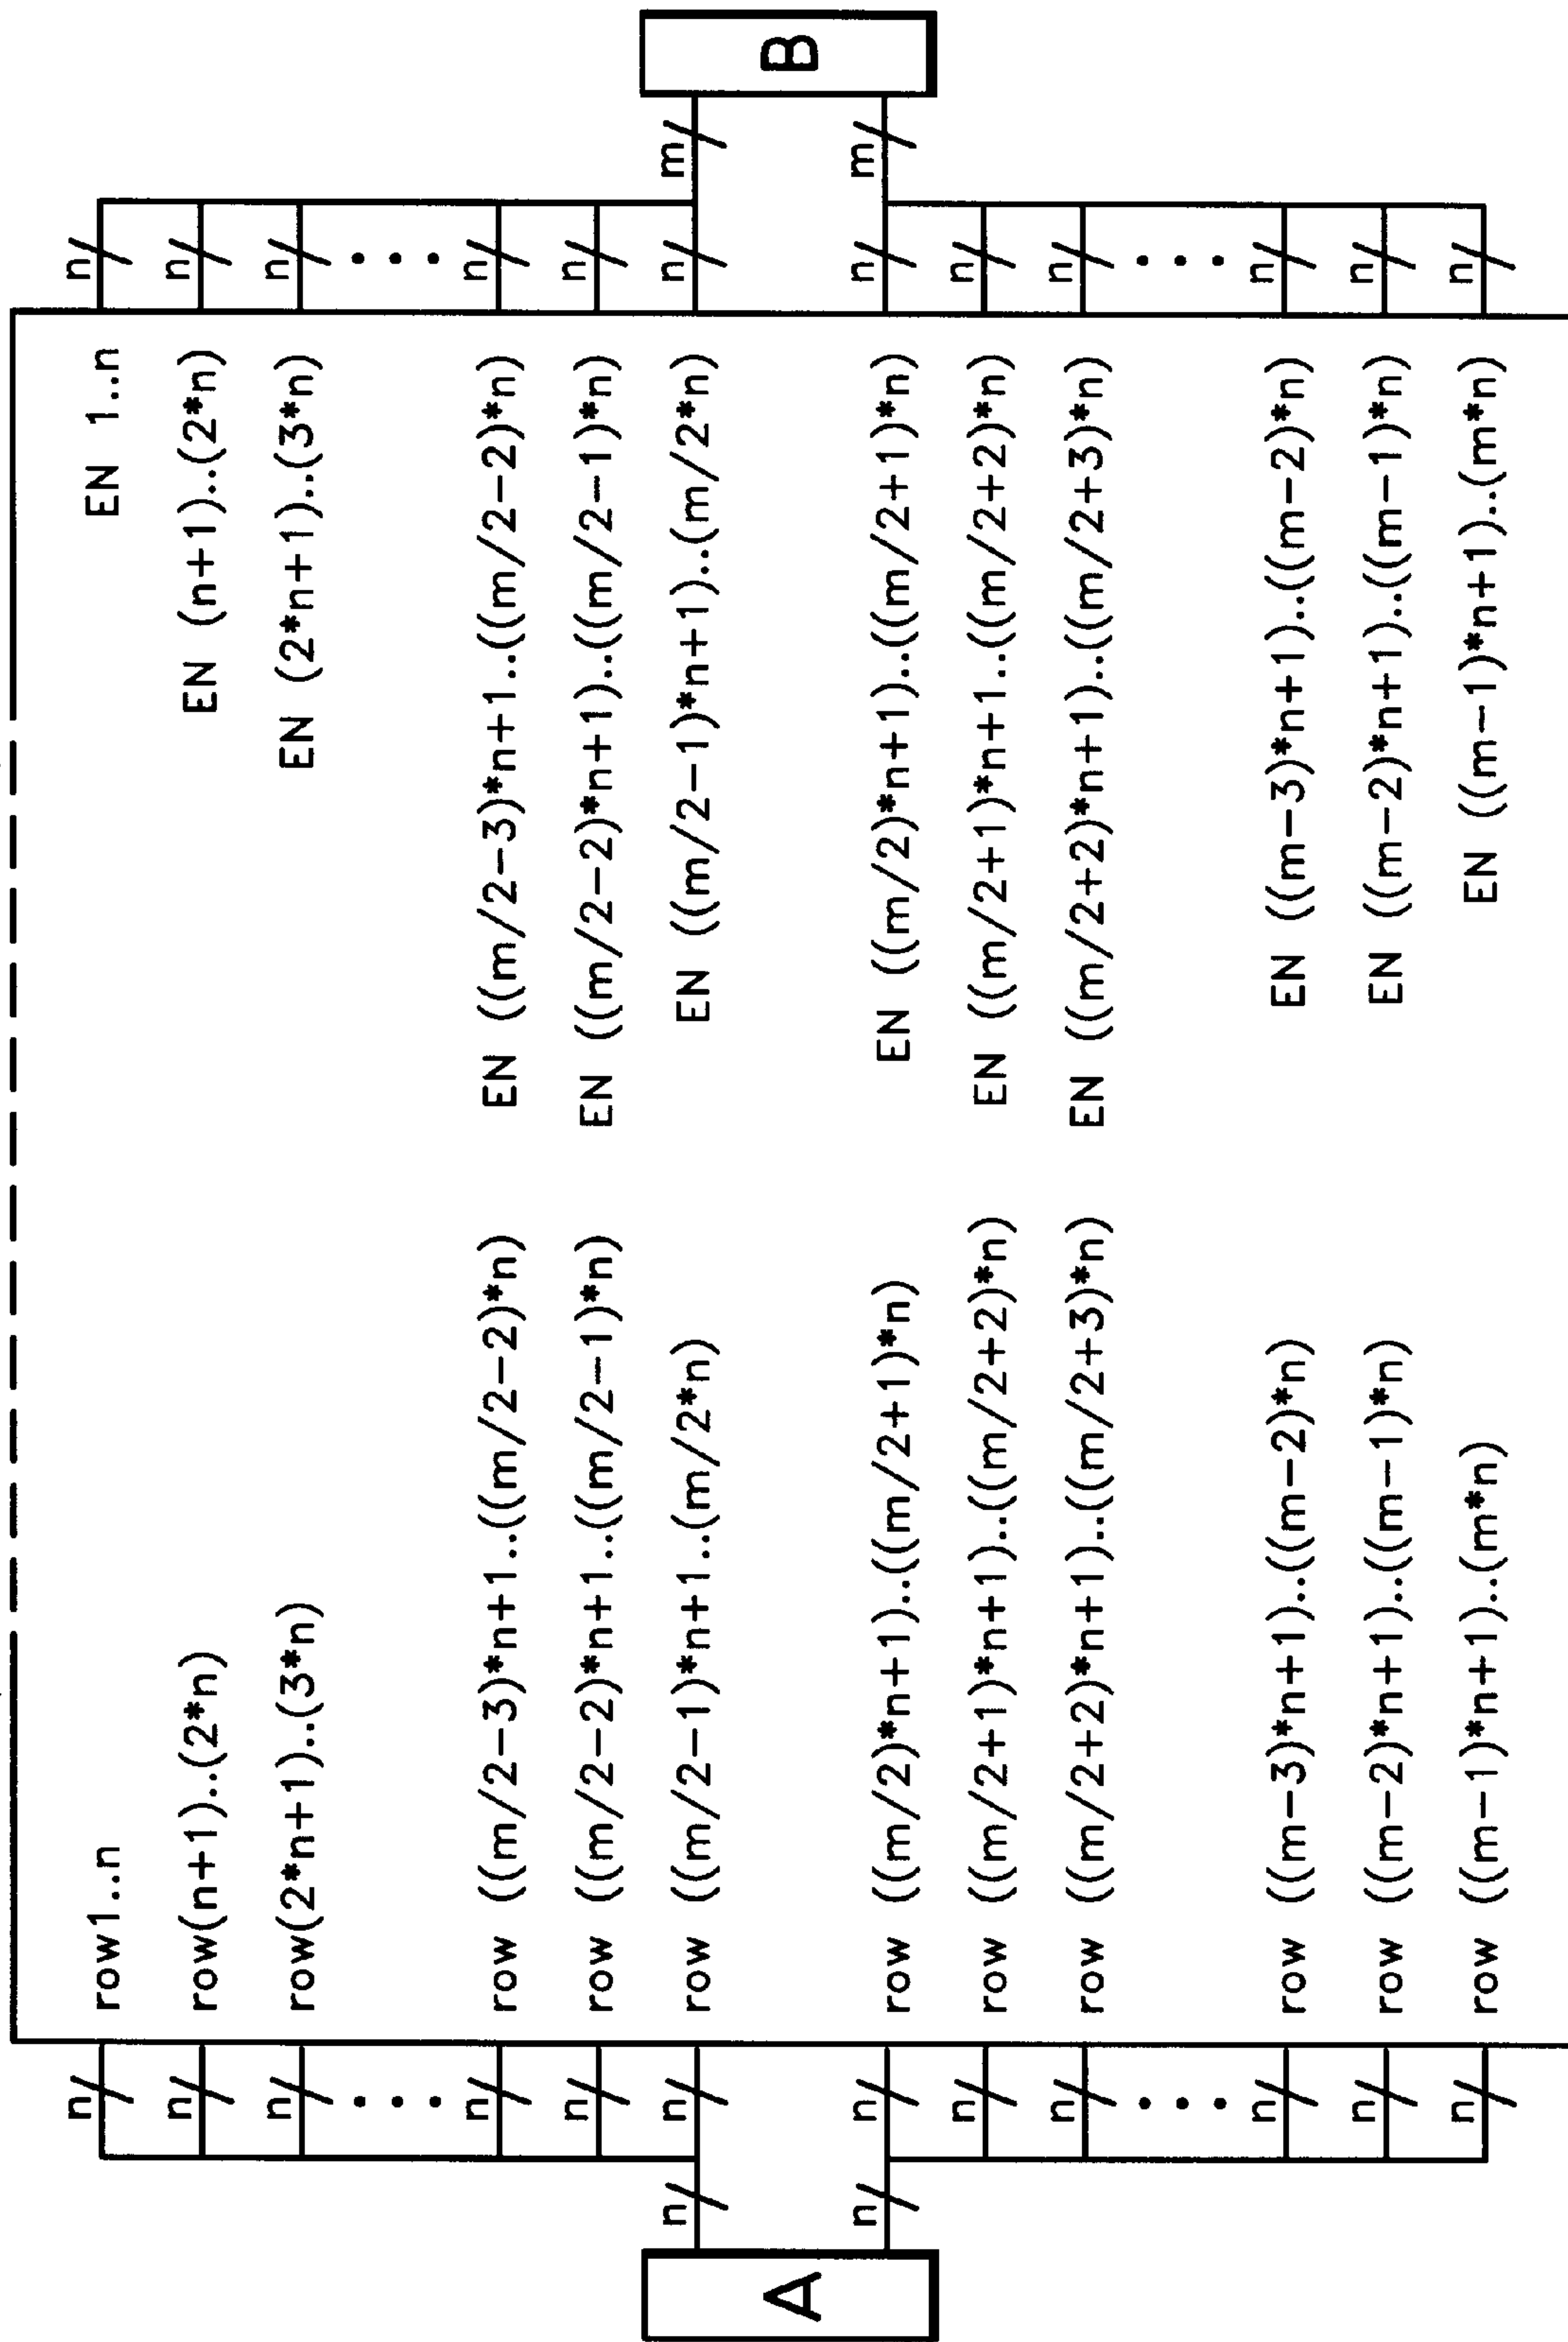 n row1..n EN 1..n n
n row(n+1)..(2*n) EN (n+1)..(2*n) n
n row(2*n+1)..(3*n) EN (2*n+1)..(3*n) n
n row ((m/2-3)*n+1..((m/2-2)*n) EN ((m/2-3)*n+1..((m/2-2)*n) n
n row ((m/2-2)*n+1..((m/2-1)*n) EN ((m/2-2)*n+1)..((m/2-1)*n) n
n n row ((m/2-1)*n+1..(m/2*n) EN ((m/2-1)*n+1)..(m/2*n) n m
A B
n n row ((m/2)*n+1)..((m/2+1)*n) EN ((m/2)*n+1)..((m/2+1)*n) n m
n row ((m/2+1)*n+1)..((m/2+2)*n) EN ((m/2+1)*n+1..((m/2+2)*n) n
n row ((m/2+2)*n+1)..((m/2+3)*n) EN ((m/2+2)*n+1)..((m/2+3)*n) n
n row ((m-3)*n+1)..((m-2)*n) EN ((m-3)*n+1)..((m-2)*n) n
n row ((m-2)*n+1)..((m-1)*n) EN ((m-2)*n+1)..((m-1)*n) n
n row ((m-1)*n+1)..(m*n) EN ((m-1)*n+1)..(m*n) n